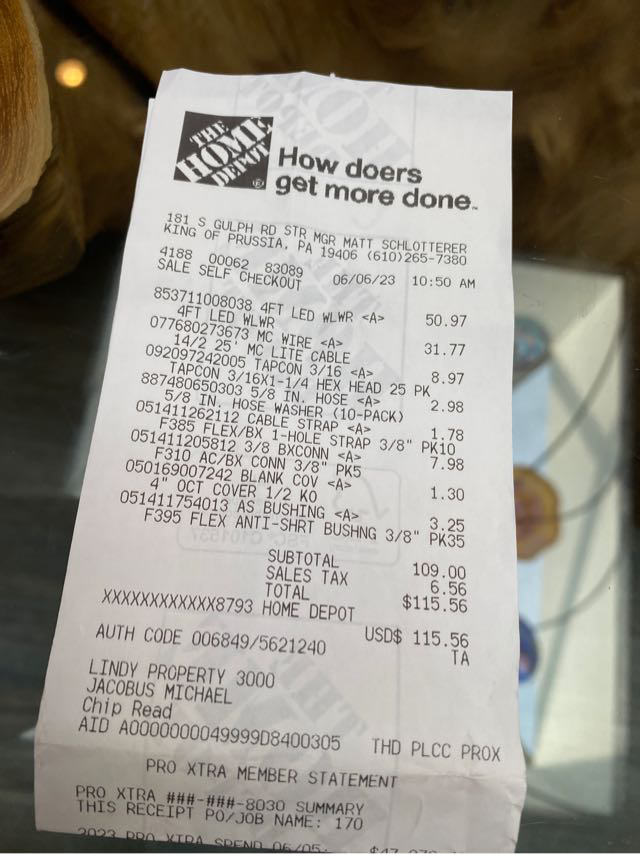 THE
HOME
DEPOT
How doers
get more done.™
181 S GULPH RD STR MGR MATT SCHLOTTERER
KING OF PRUSSIA, PA 19406 (610)265-7380
4188 00062 83089 06/06/23 10:50 AM
SALE SELF CHECKOUT
853711008038 4FT LED WLWR <A> 50.97
4FT LED WLWR
077680273673 MC WIRE <A> 31.77
14/2 25' MC LITE CABLE
092097242005 TAPCON 3/16 <A> 8.97
TAPCON 3/16X1-1/4 HEX HEAD 25 PK
887480650303 5/8 IN. HOSE <A> 2.98
5/8 IN. HOSE WASHER (10-PACK)
051411262112 CABLE STRAP <A> 1.78
F385 FLEX/BX 1-HOLE STRAP 3/8" PK10
051411205812 3/8 BXCONN <A> 7.98
F310 AC/BX CONN 3/8" PK5
050169007242 BLANK COV <A> 1.30
4" OCT COVER 1/2 KO
051411754013 AS BUSHING <A> 3.25
F395 FLEX ANTI-SHRT BUSHNG 3/8" PK35
SUBTOTAL 109.00
SALES TAX 6.56
TOTAL $115.56
XXXXXXXXXXXX8793 HOME DEPOT
USD$ 115.56
AUTH CODE 006849/5621240 TA
LINDY PROPERTY 3000
JACOBUS MICHAEL
Chip Read
AID A0000000049999D8400305 THD PLCC PROX
PRO XTRA MEMBER STATEMENT
PRO XTRA ###-###-8030 SUMMARY
THIS RECEIPT PO/JOB NAME: 170
2023 PRO XTRA SPEND 06/05: